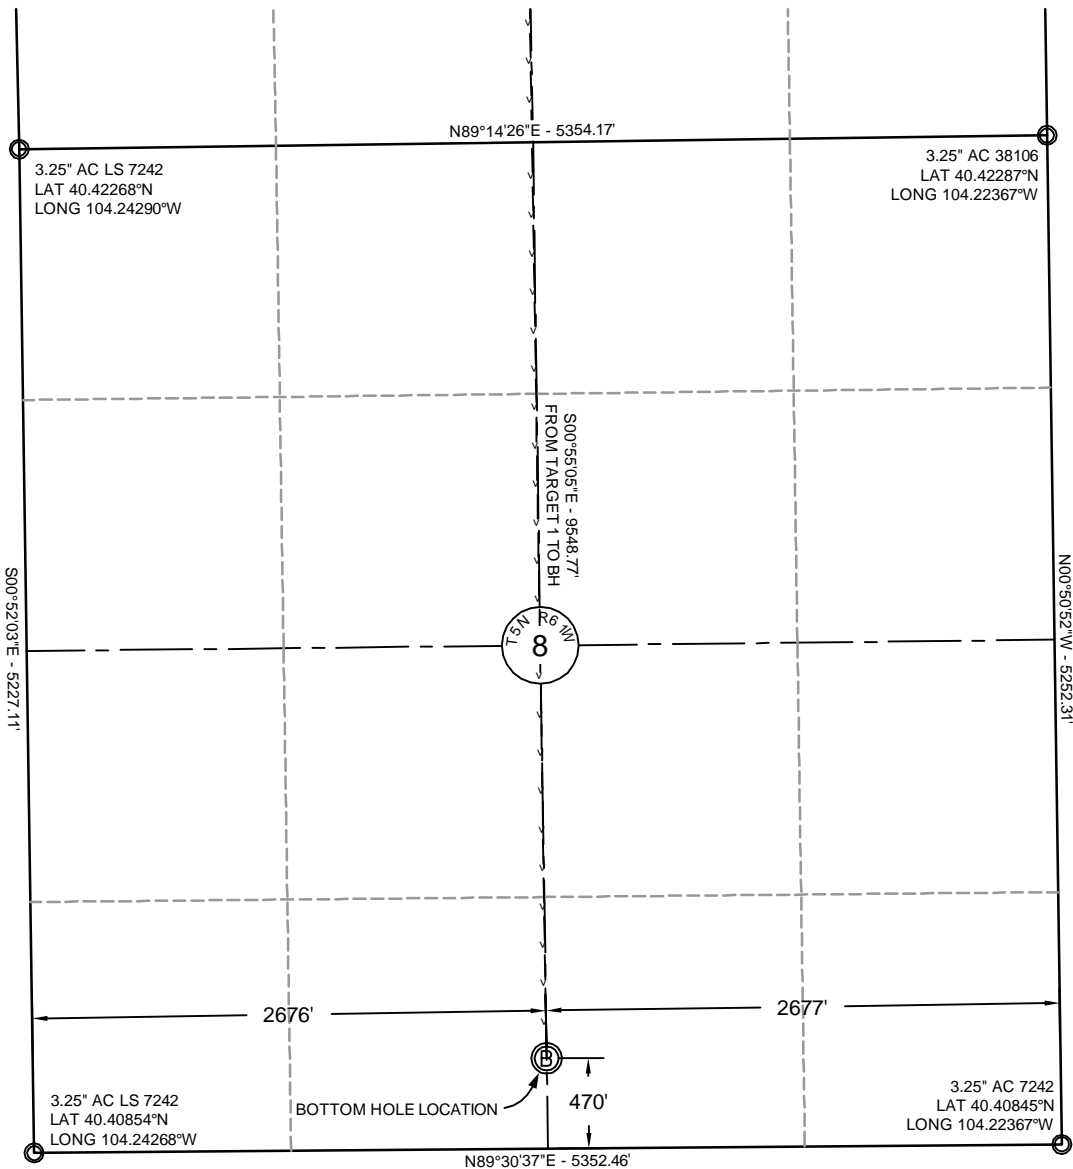 N89°14'26"E - 5354.17'
3.25" AC LS 7242
LAT 40.42268°N
LONG 104.24290°W
3.25" AC 38106
LAT 40.42287°N
LONG 104.22367°W
S00°55'05"E - 9548.77'
FROM TARGET 1 TO BH
S00°52'03"E - 5227.11'
N00°50'52"W - 5252.31'
T5N R61W
8
2676'
2677'
B
470'
BOTTOM HOLE LOCATION
3.25" AC LS 7242
LAT 40.40854°N
LONG 104.24268°W
3.25" AC 7242
LAT 40.40845°N
LONG 104.22367°W
N89°30'37"E - 5352.46'